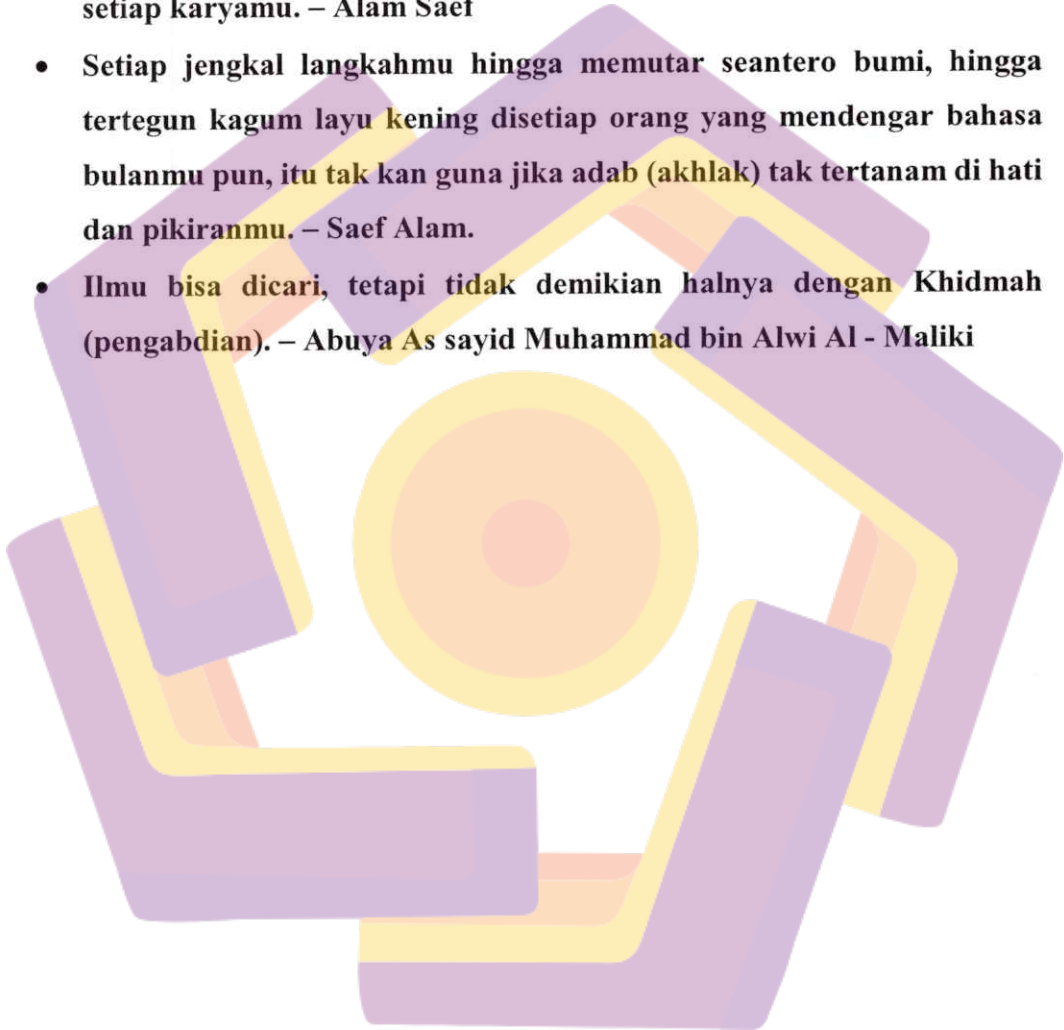 setiap karyamu. – Alam Saef
• Setiap jengkal langkahmu hingga memutar seantero bumi, hingga
tertegun kagum layu kening disetiap orang yang mendengar bahasa
bulanmu pun, itu tak kan guna jika adab (akhlak) tak tertanam di hati
dan pikiranmu. – Saef Alam.
• Ilmu bisa dicari, tetapi tidak demikian halnya dengan Khidmah
(pengabdian). – Abuya As sayid Muhammad bin Alwi Al - Maliki